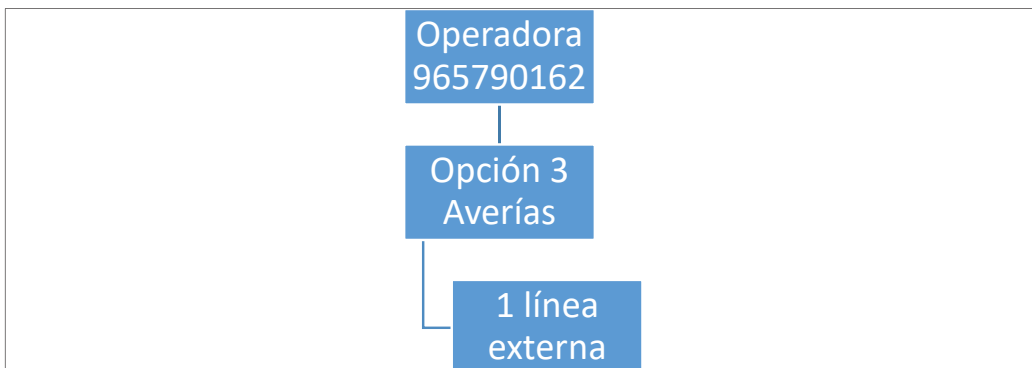 Operadora
965790162
Opción 3
Averías
1 línea
externa